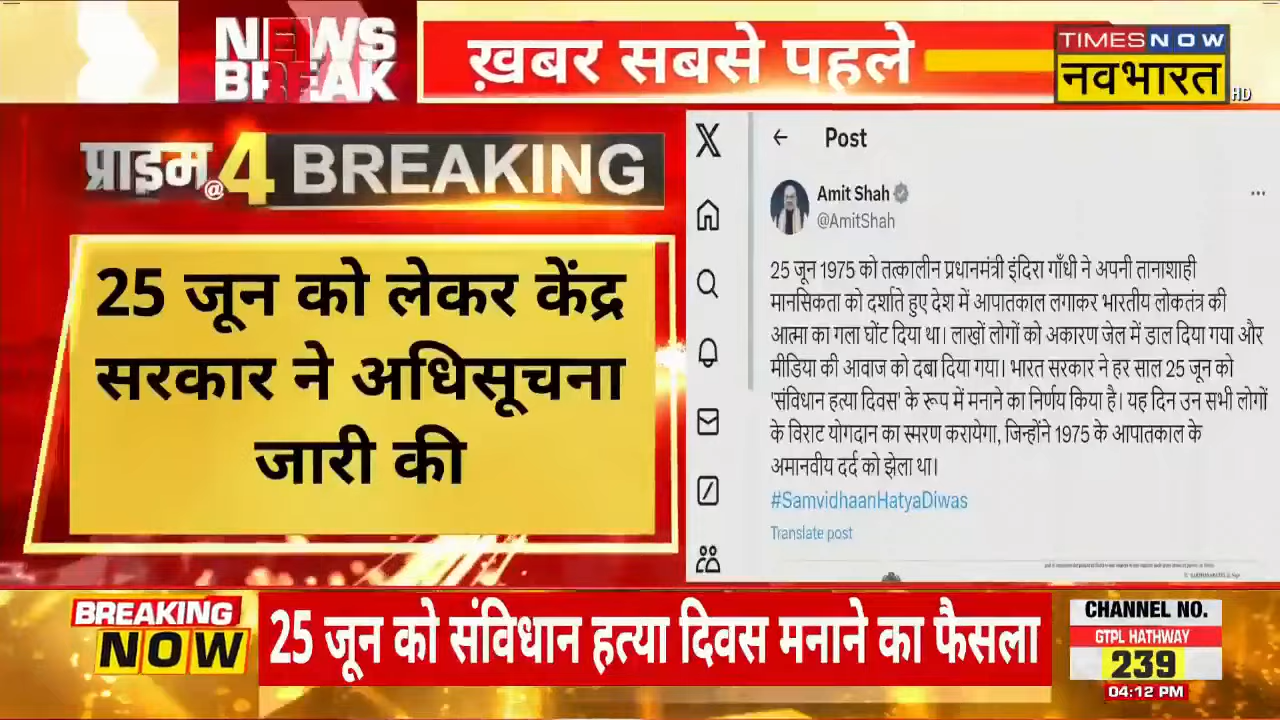 NEWS
BREAK
ख़बर सबसे पहले
TIMES NOW
नवभारत
HD
प्राइम@4 BREAKING
25 जून को लेकर केंद्र
सरकार ने अधिसूचना
जारी की
X
Post
Amit Shah
@AmitShah
25 जून 1975 को तत्कालीन प्रधानमंत्री इंदिरा गाँधी ने अपनी तानाशाही
मानसिकता को दर्शाते हुए देश में आपातकाल लगाकर भारतीय लोकतंत्र की
आत्मा का गला घोंट दिया था। लाखों लोगों को अकारण जेल में डाल दिया गया और
मीडिया की आवाज को दबा दिया गया। भारत सरकार ने हर साल 25 जून को
'संविधान हत्या दिवस' के रूप में मनाने का निर्णय किया है। यह दिन उन सभी लोगों
के विराट योगदान का स्मरण करायेगा, जिन्होंने 1975 के आपातकाल के
अमानवीय दर्द को झेला था।
#SamvidhaanHatyaDiwas
Translate post
BREAKING
NOW
25 जून को संविधान हत्या दिवस मनाने का फैसला
CHANNEL NO.
GTPL HATHWAY
239
04:12 PM